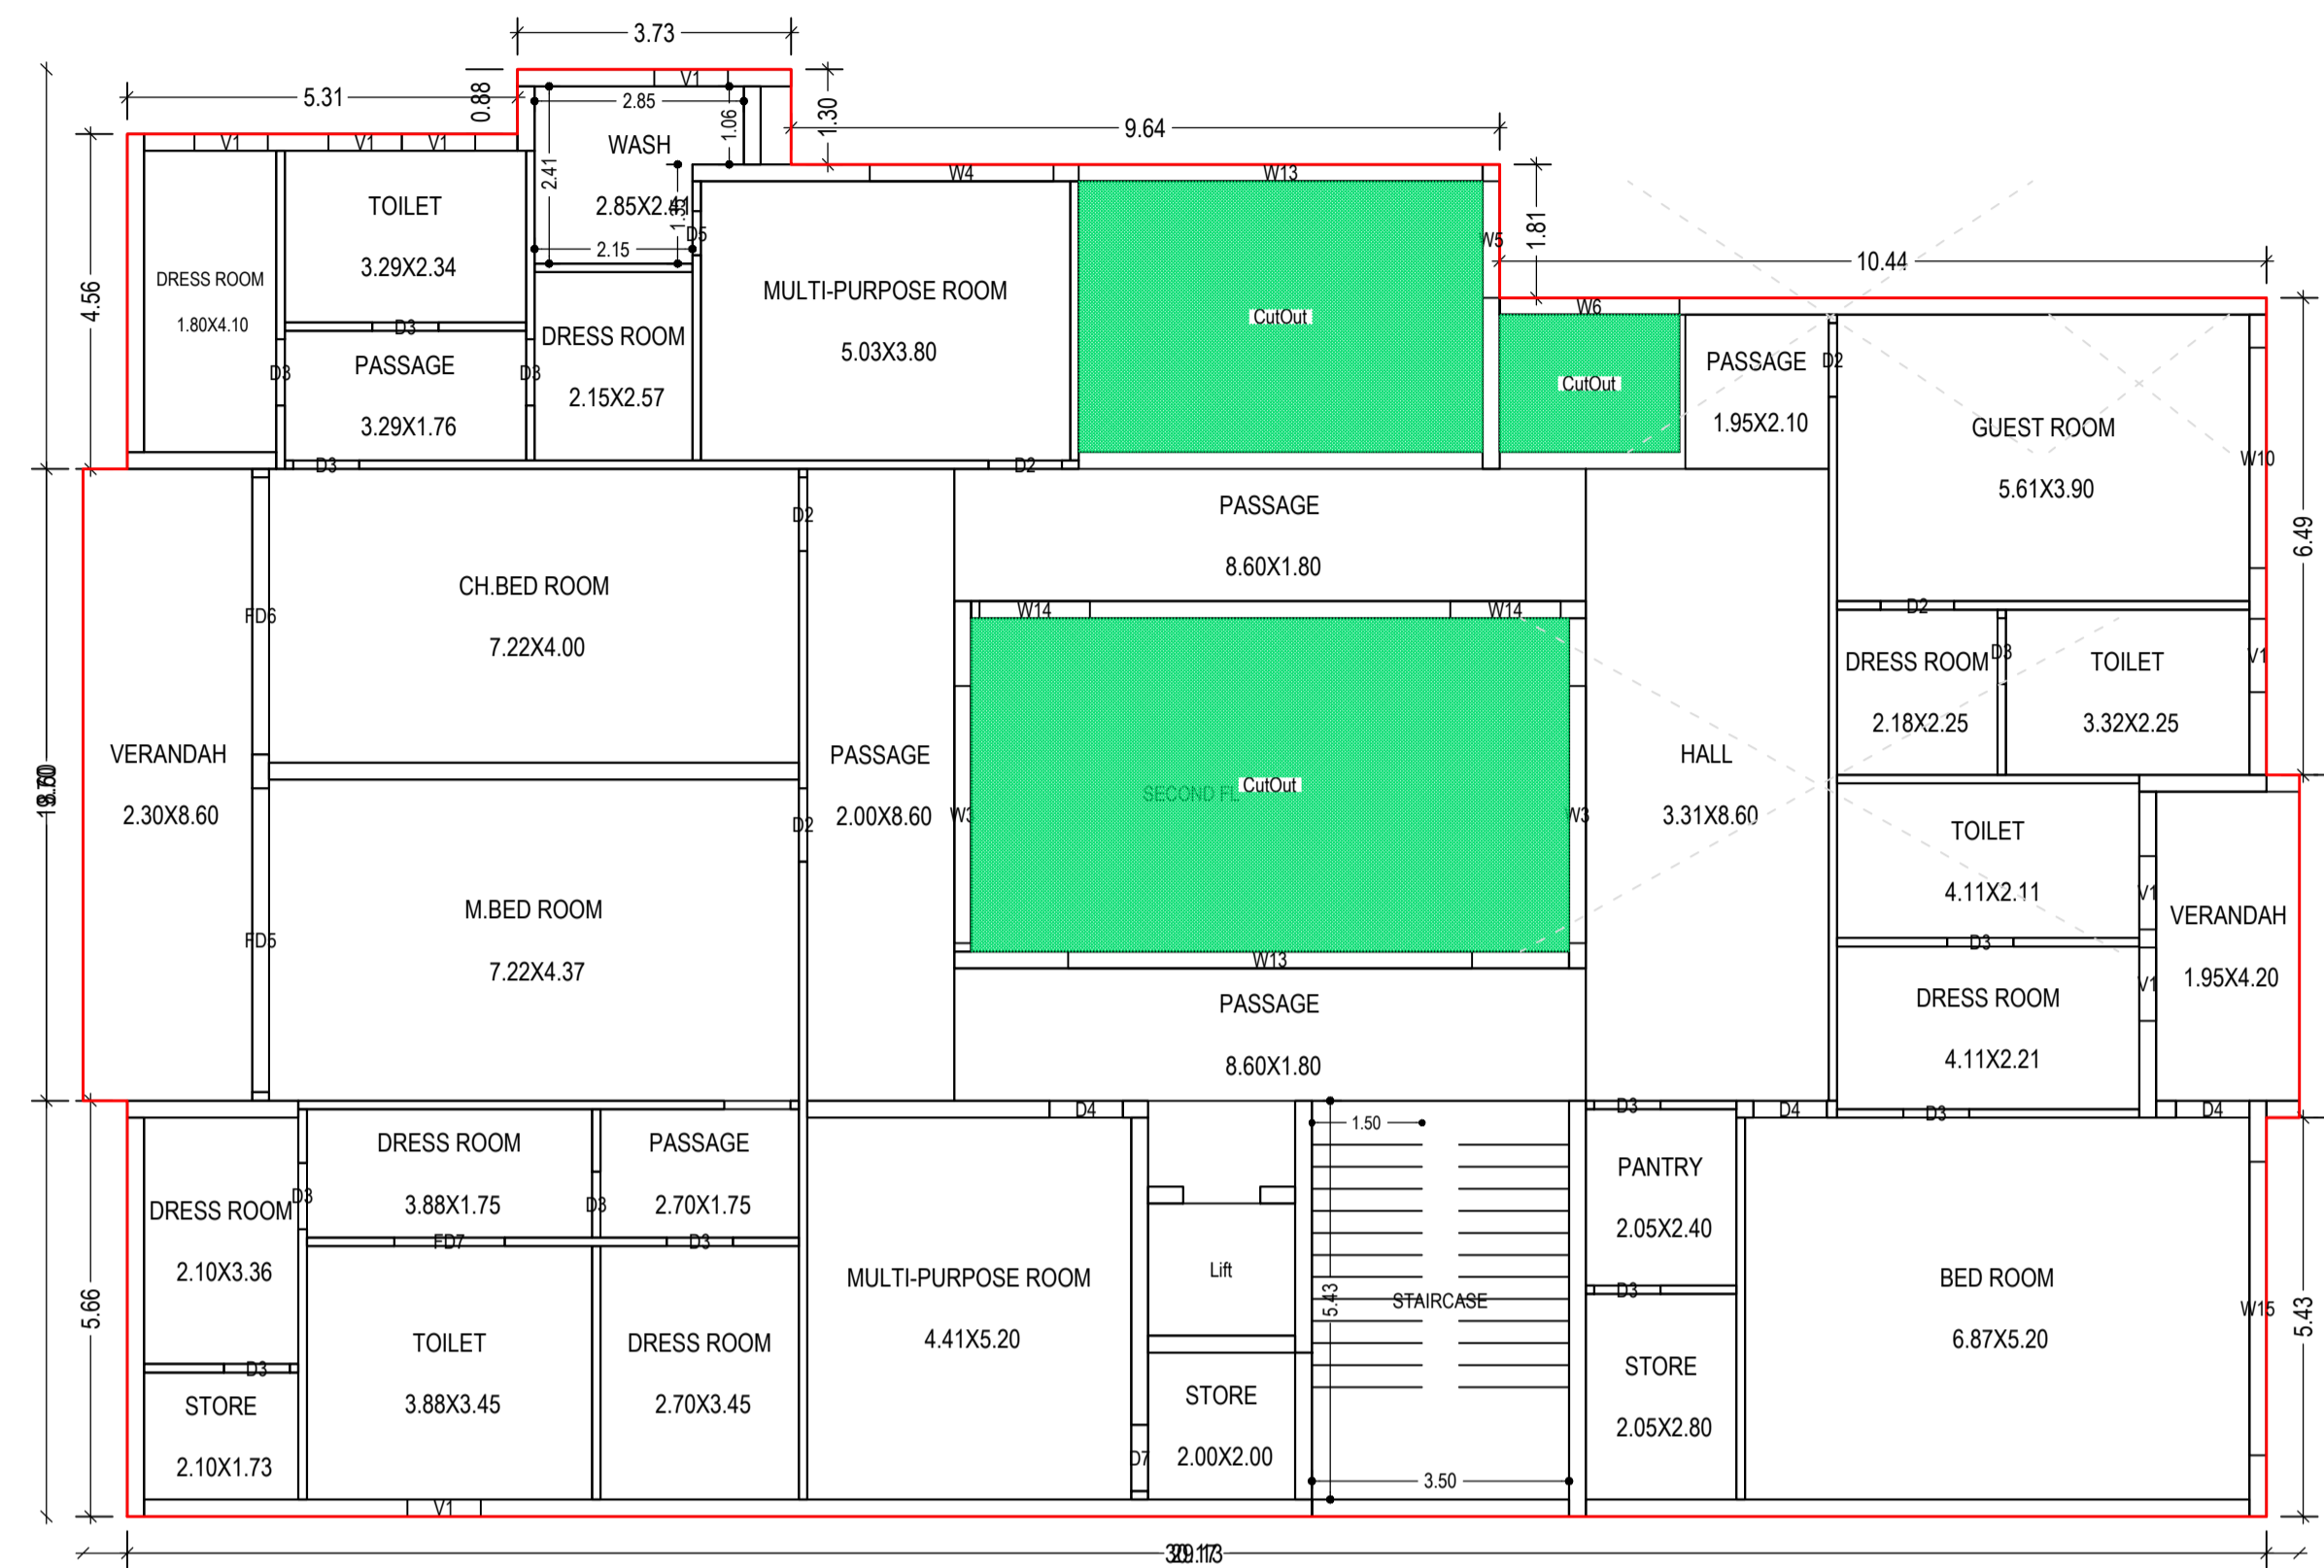 3.73
5.31
0.88
V1
2.85
1.06
1.30
9.64
V1
V1
V1
WASH
2.41
2.85X2.41
D5
2.15
W4
W13
W5
1.81
10.44
4.56
DRESS ROOM
1.80X4.10
TOILET
3.29X2.34
D3
PASSAGE
3.29X1.76
D3
D3
D3
DRESS ROOM
2.15X2.57
MULTI-PURPOSE ROOM
5.03X3.80
D2
CutOut
W6
CutOut
PASSAGE
1.95X2.10
D2
GUEST ROOM
5.61X3.90
W10
6.49
PASSAGE
8.60X1.80
CH.BED ROOM
7.22X4.00
D2
FD6
W14
W14
D2
DRESS ROOM
2.18X2.25
D3
TOILET
3.32X2.25
V1
VERANDAH
2.30X8.60
PASSAGE
2.00X8.60
D2
W3
SECOND FL
CutOut
W3
HALL
3.31X8.60
TOILET
4.11X2.11
V1
D3
VERANDAH
1.95X4.20
M.BED ROOM
7.22X4.37
FD5
W13
V1
DRESS ROOM
4.11X2.21
PASSAGE
8.60X1.80
D4
D3
D4
D3
D4
1.50
DRESS ROOM
3.88X1.75
PASSAGE
2.70X1.75
D3
D3
DRESS ROOM
2.10X3.36
FD7
D3
PANTRY
2.05X2.40
D3
5.66
MULTI-PURPOSE ROOM
4.41X5.20
Lift
5.43
STAIRCASE
BED ROOM
6.87X5.20
W15
5.43
TOILET
3.88X3.45
DRESS ROOM
2.70X3.45
D3
STORE
2.10X1.73
STORE
2.00X2.00
D7
STORE
2.05X2.80
3.50
V1